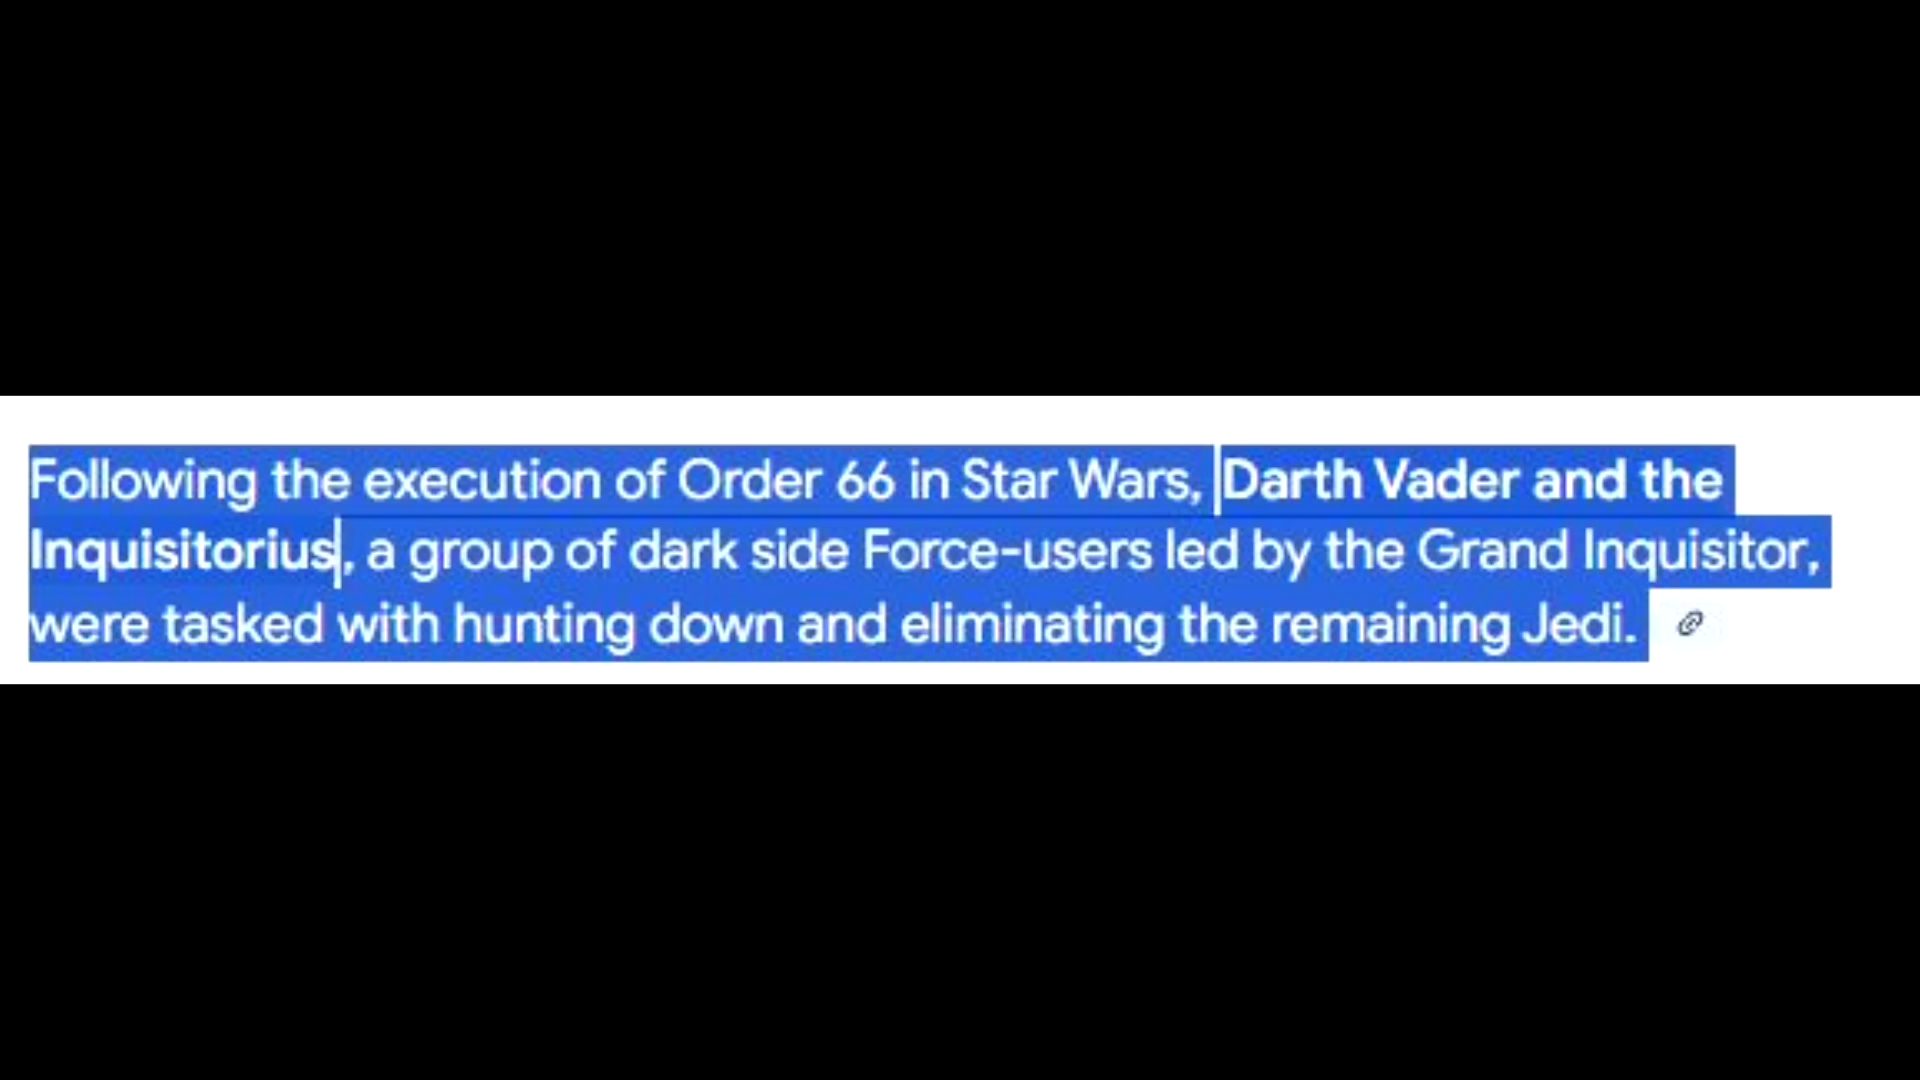 Following the execution of Order 66 in Star Wars, Darth Vader and the
Inquisitorius, a group of dark side Force-users led by the Grand Inquisitor,
were tasked with hunting down and eliminating the remaining Jedi.